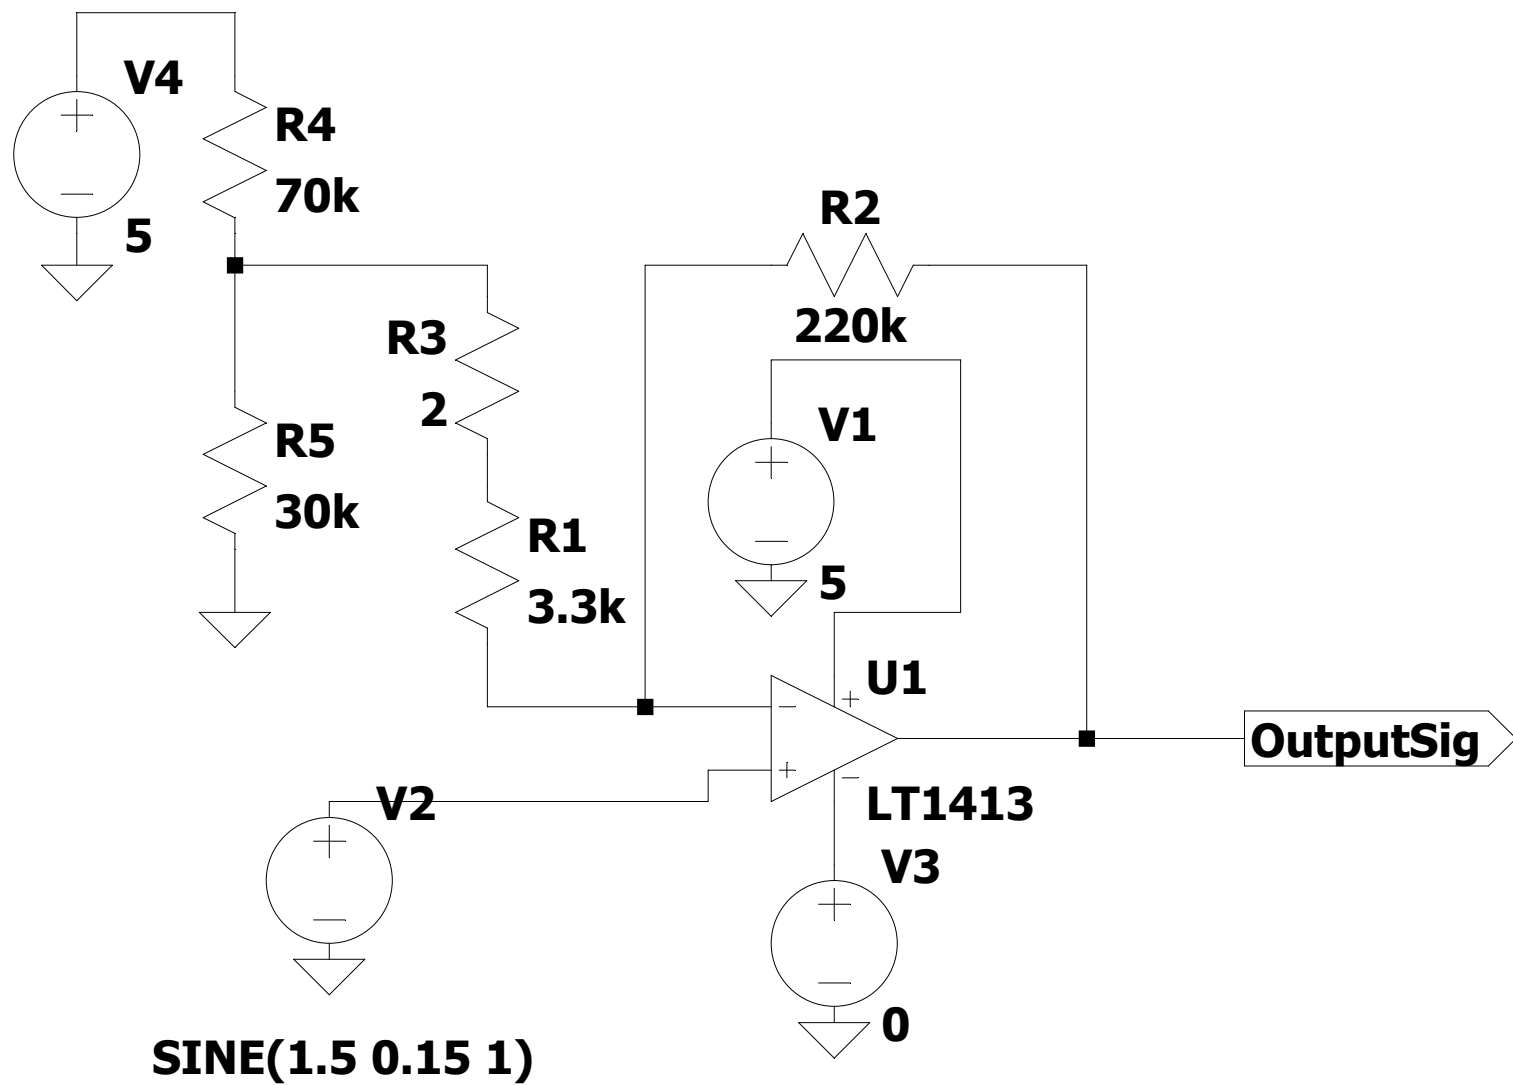 V4
5
R4
70k
R2
220k
R3
2
R5
30k
V1
5
R1
3.3k
U1
LT1413
OutputSig
V2
SINE(1.5 0.15 1)
V3
0